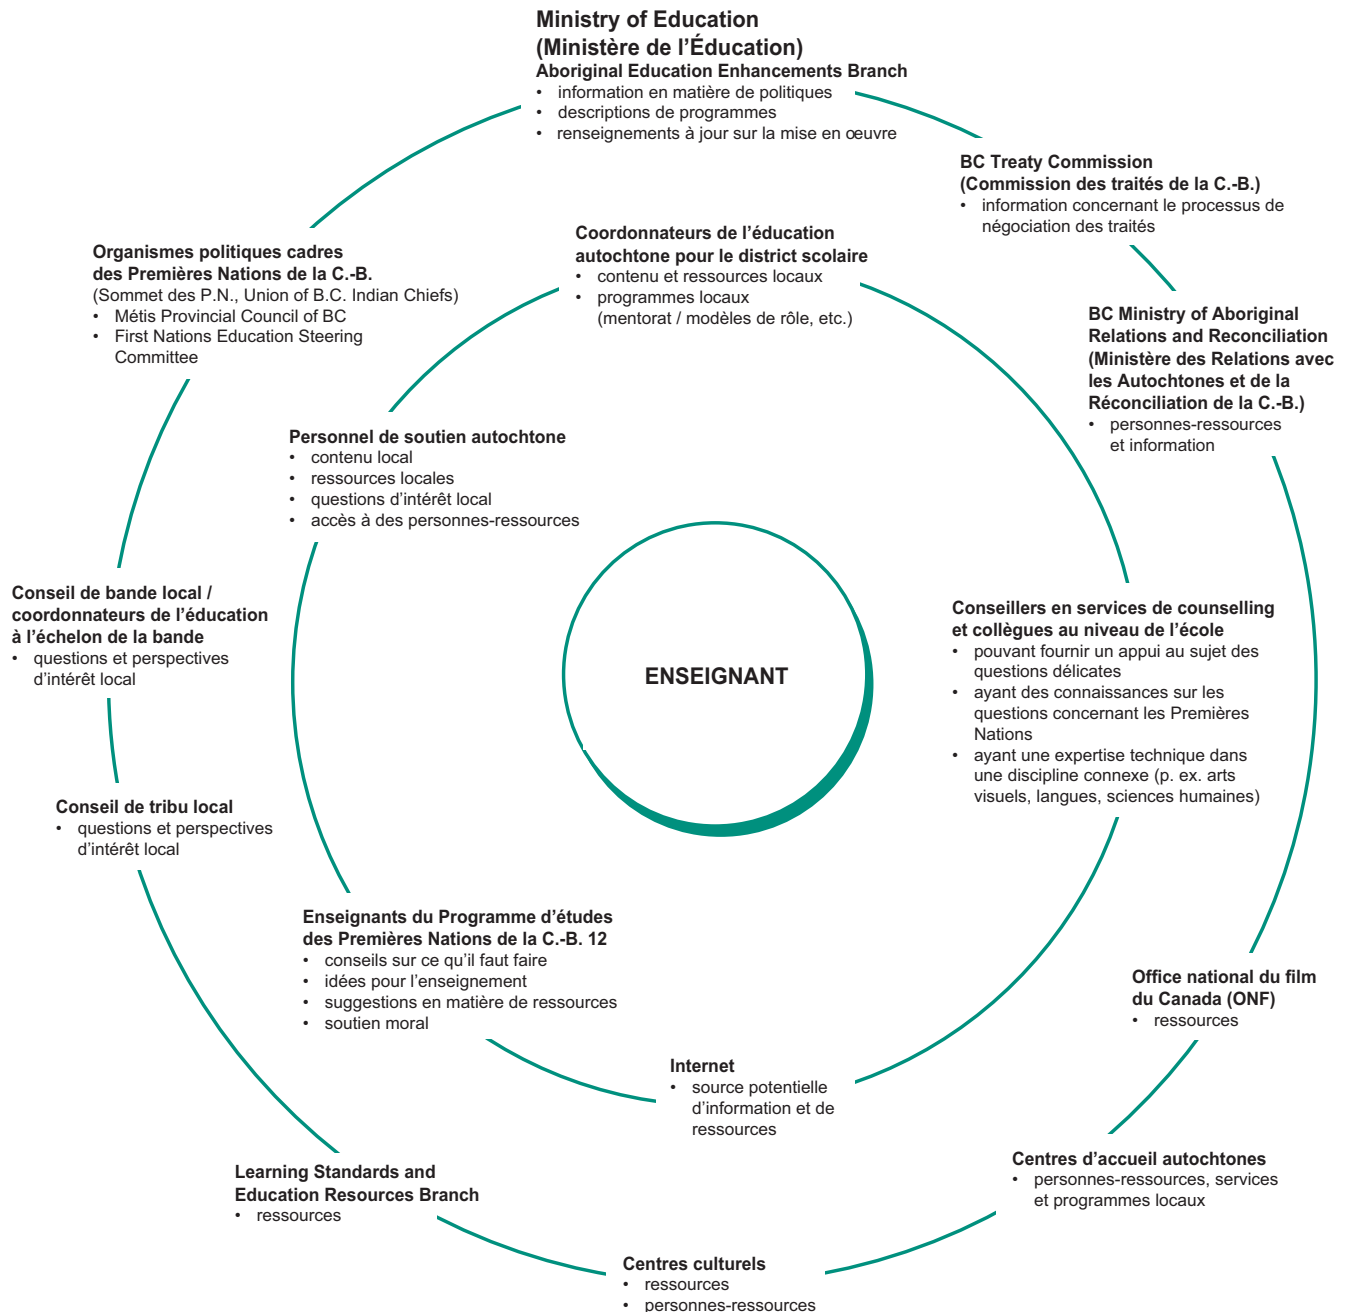 Ministry of Education
(Ministère de l’Éducation)
Aboriginal Education Enhancements Branch
• information en matière de politiques
• descriptions de programmes
• renseignements à jour sur la mise en œuvre
BC Treaty Commission
(Commission des traités de la C.-B.)
• information concernant le processus de
négociation des traités
Organismes politiques cadres
des Premières Nations de la C.-B.
(Sommet des P.N., Union of B.C. Indian Chiefs)
• Métis Provincial Council of BC
• First Nations Education Steering
Committee
Coordonnateurs de l’éducation
autochtone pour le district scolaire
• contenu et ressources locaux
• programmes locaux
(mentorat / modèles de rôle, etc.)
BC Ministry of Aboriginal
Relations and Reconciliation
(Ministère des Relations avec
les Autochtones et de la
Réconciliation de la C.-B.)
• personnes-ressources
et information
Personnel de soutien autochtone
• contenu local
• ressources locales
• questions d’intérêt local
• accès à des personnes-ressources
Conseil de bande local /
coordonnateurs de l’éducation
à l’échelon de la bande
• questions et perspectives
d’intérêt local
ENSEIGNANT
Conseillers en services de counselling
et collègues au niveau de l’école
• pouvant fournir un appui au sujet des
questions délicates
• ayant des connaissances sur les
questions concernant les Premières
Nations
• ayant une expertise technique dans
une discipline connexe (p. ex. arts
visuels, langues, sciences humaines)
Conseil de tribu local
• questions et perspectives
d’intérêt local
Enseignants du Programme d’études
des Premières Nations de la C.-B. 12
• conseils sur ce qu’il faut faire
• idées pour l’enseignement
• suggestions en matière de ressources
• soutien moral
Office national du film
du Canada (ONF)
• ressources
Internet
• source potentielle
d’information et de
ressources
Learning Standards and
Education Resources Branch
• ressources
Centres d’accueil autochtones
• personnes-ressources, services
et programmes locaux
Centres culturels
• ressources
• personnes-ressources